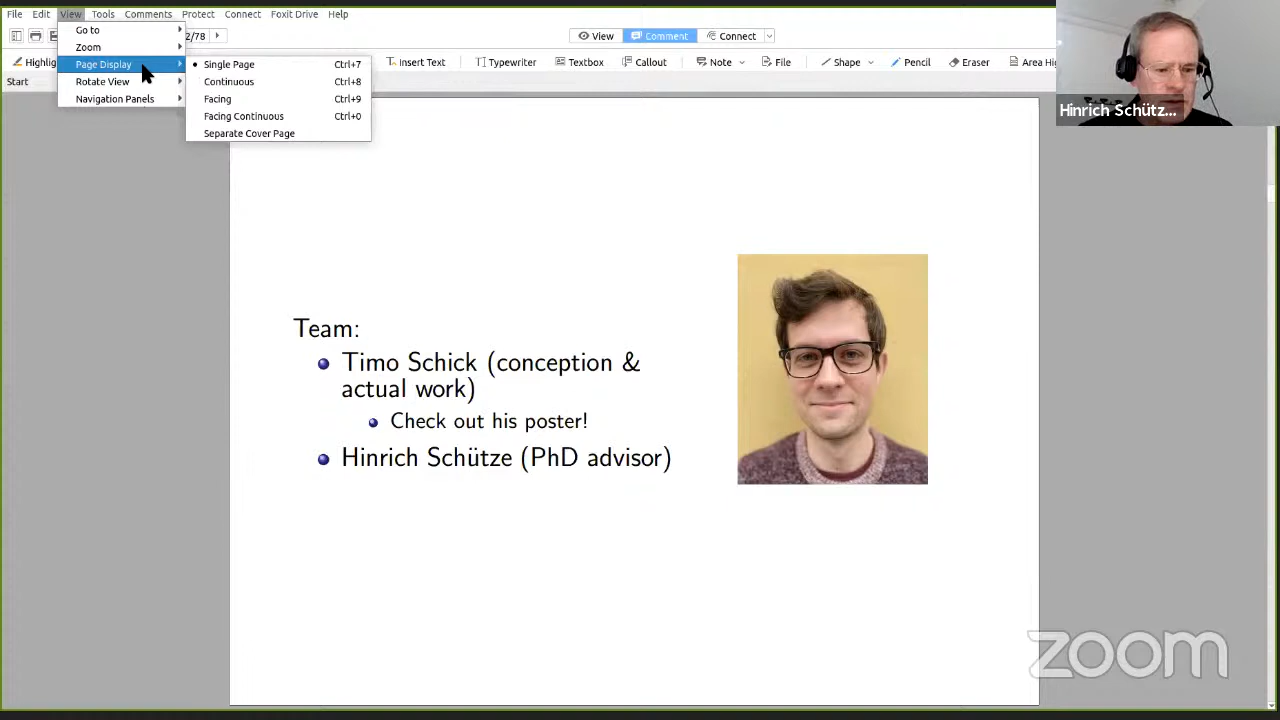 File Edit View Tools Comments Protect Connect Foxit Drive Help
Go to
2/78
View Comment Connect
Zoom
Page Display
Single Page Ctrl+7
Insert Text Typewriter Textbox Callout Note File Shape Pencil Eraser Area
Start
Rotate View
Continuous Ctrl+8
Navigation Panels
Facing Ctrl+9
Facing Continuous Ctrl+0
Separate Cover Page
Hinrich Schütz...
Team:
Timo Schick (conception &
actual work)
Check out his poster!
Hinrich Schütze (PhD advisor)
zoom